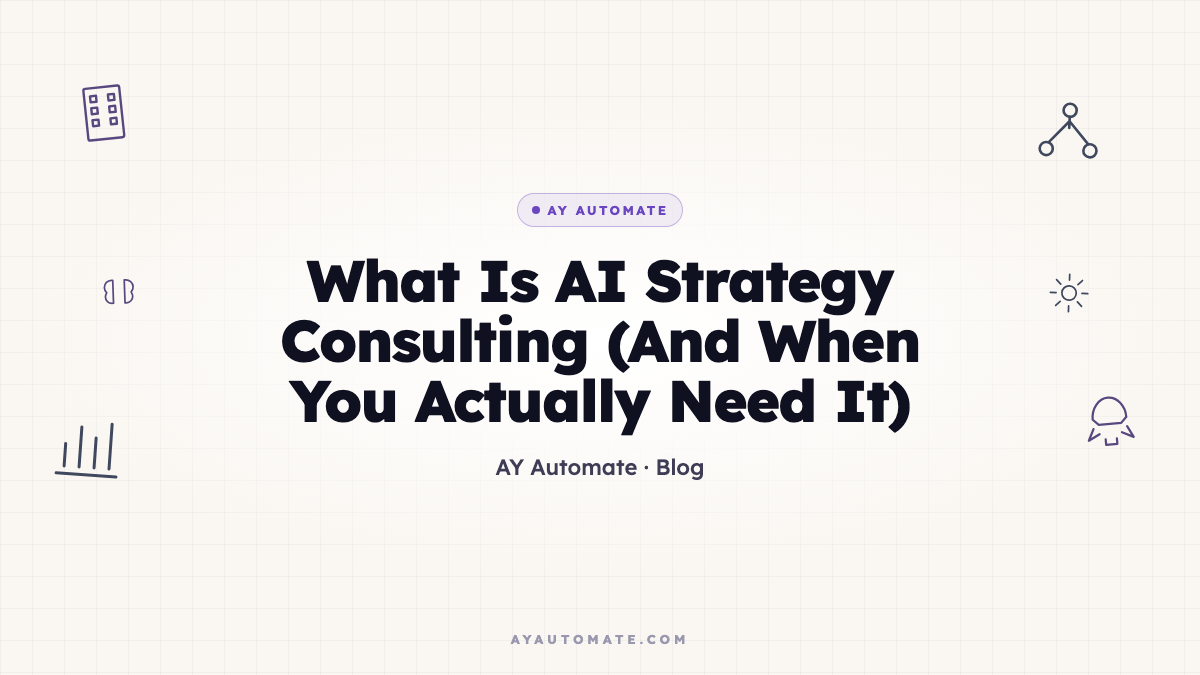 AY AUTOMATE
What Is AI Strategy
Consulting (And When
You Actually Need It)
AY Automate · Blog
AYAUTOMATE.COM